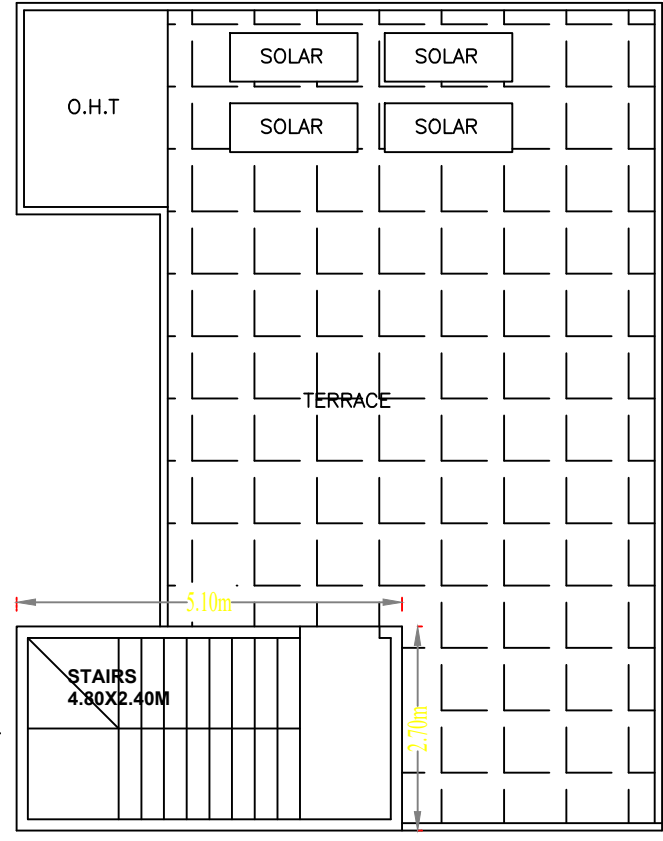 SOLAR SOLAR
O.H.T
SOLAR SOLAR
TERRACE
5.10m
STAIRS
4.80X2.40M
2.70m